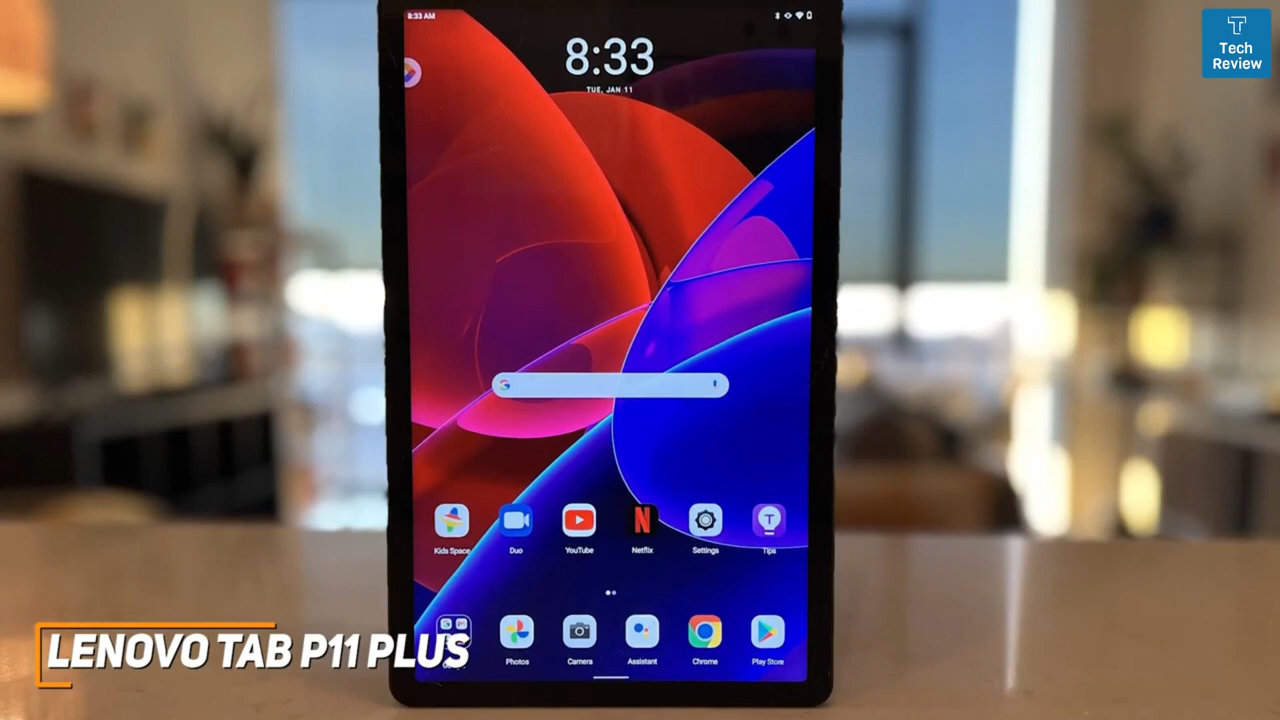 8:33 AM
8:33
TUE, JAN 11
Tech
Review
Kids Space
Duo
YouTube
Netflix
Settings
Tips
Photos
Camera
Assistant
Chrome
Play Store
LENOVO TAB P11 PLUS